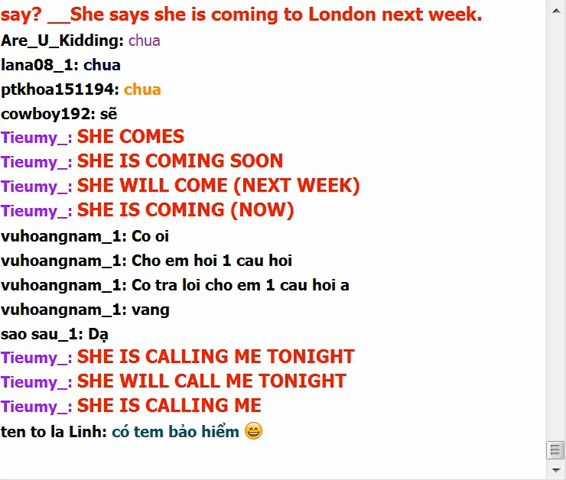 say? __She says she is coming to London next week.
Are_U_Kidding: chua
lana08_1: chua
ptkhoa151194: chua
cowboy192: sẽ
Tieumy_: SHE COMES
Tieumy_: SHE IS COMING SOON
Tieumy_: SHE WILL COME (NEXT WEEK)
Tieumy_: SHE IS COMING (NOW)
vuhoangnam_1: Co oi
vuhoangnam_1: Cho em hoi 1 cau hoi
vuhoangnam_1: Co tra loi cho em 1 cau hoi a
vuhoangnam_1: vang
sao sau_1: Dạ
Tieumy_: SHE IS CALLING ME TONIGHT
Tieumy_: SHE WILL CALL ME TONIGHT
Tieumy_: SHE IS CALLING ME
ten to la Linh: có tem bảo hiểm 😄